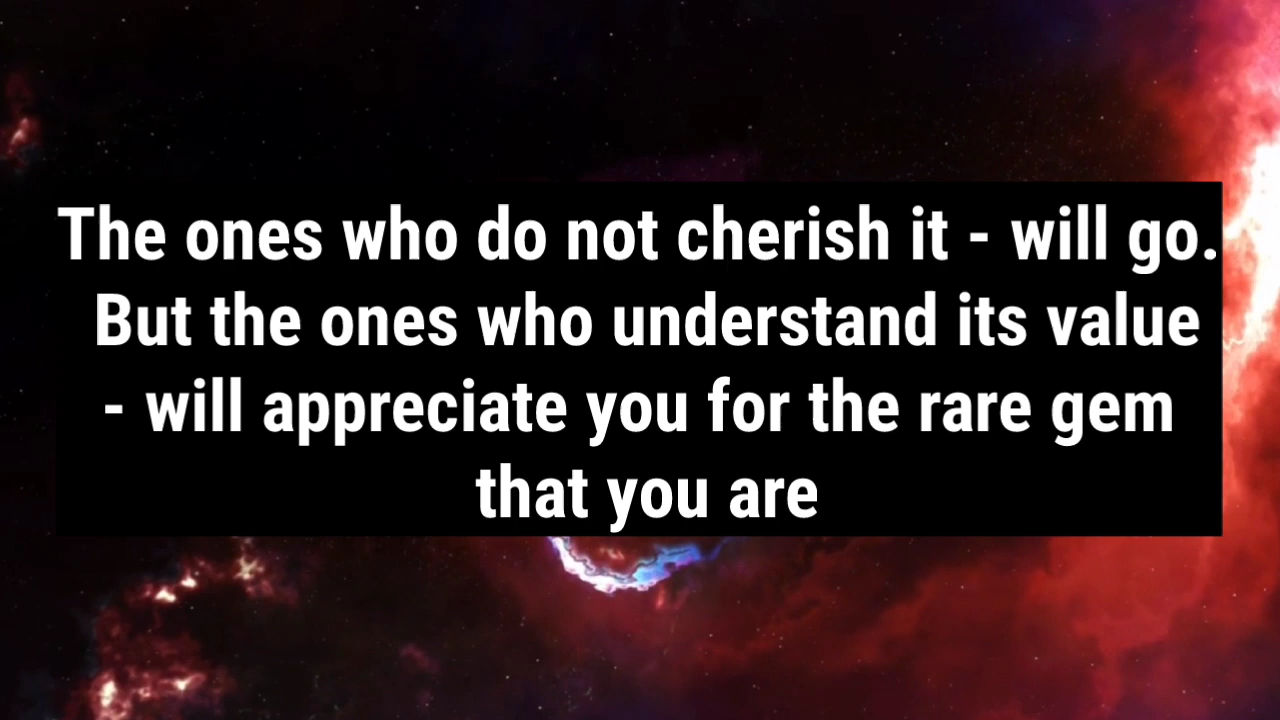 The ones who do not cherish it - will go.
But the ones who understand its value
- will appreciate you for the rare gem
that you are